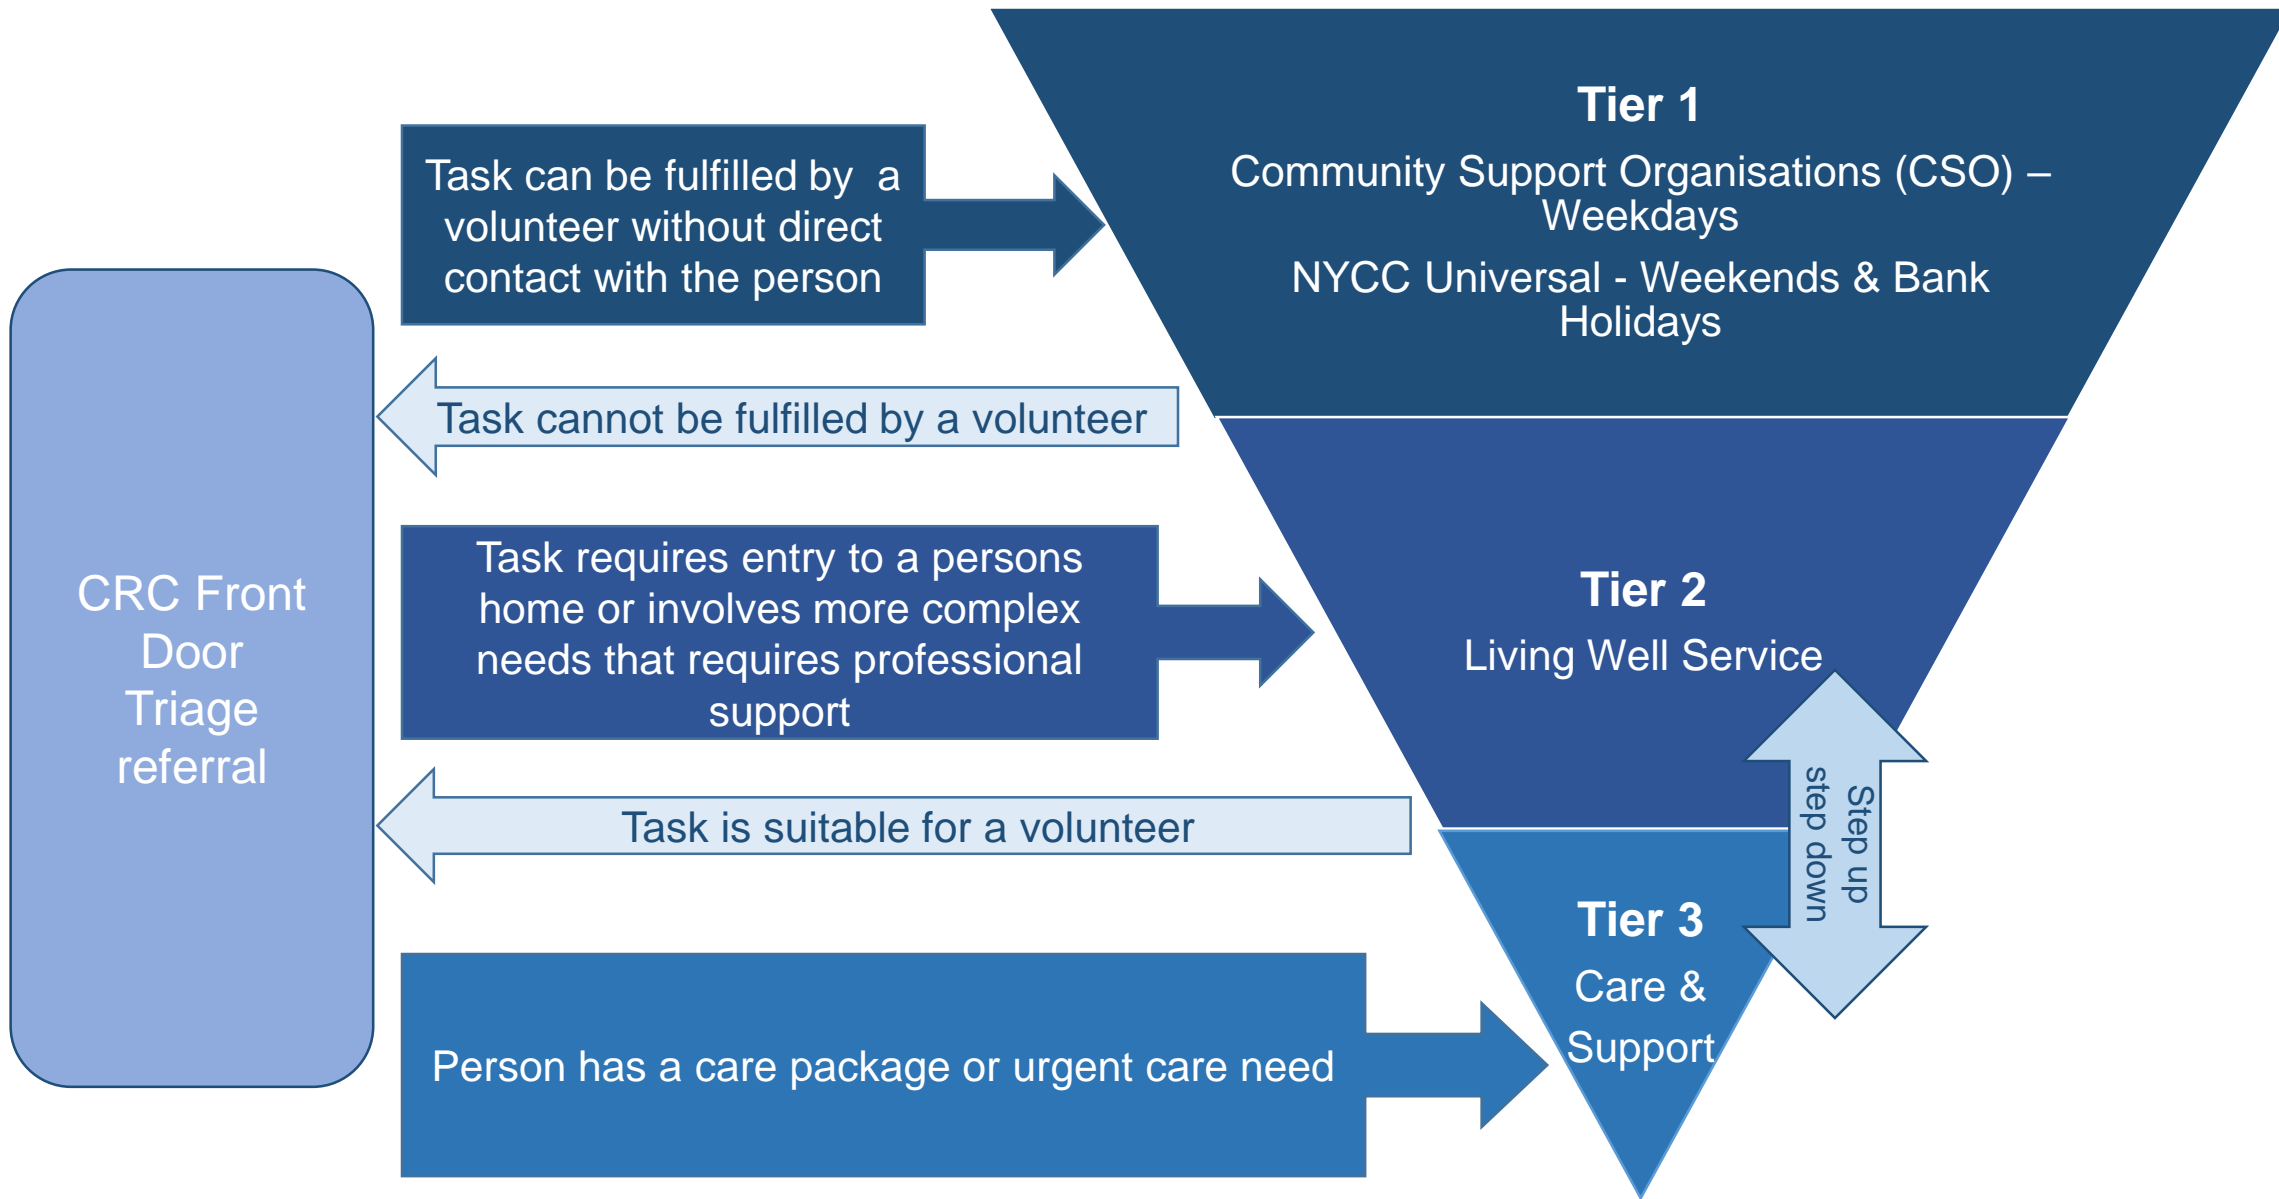 CRC Front
Door
Triage
referral
Task can be fulfilled by a
volunteer without direct
contact with the person
Task cannot be fulfilled by a volunteer
Task requires entry to a persons
home or involves more complex
needs that requires professional
support
Task is suitable for a volunteer
Person has a care package or urgent care need
Tier 1
Community Support Organisations (CSO) –
Weekdays
NYCC Universal - Weekends & Bank
Holidays
Tier 2
Living Well Service
Step up
step down
Tier 3
Care &
Support